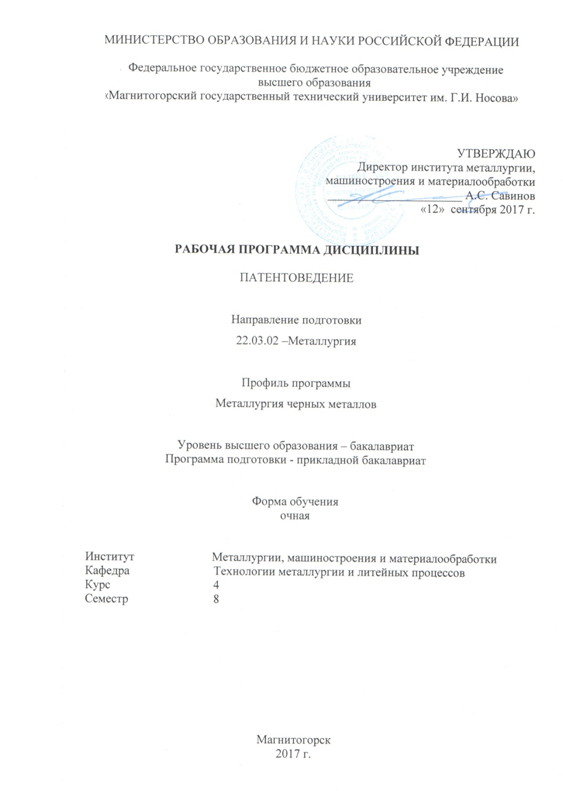 МИНИСТЕРСТВО ОБРАЗОВАНИЯ И НАУКИ РОССИЙСКОЙ ФЕДЕРАЦИИ
Федеральное государственное бюджетное образовательное учреждение
высшего образования
«Магнитогорский государственный технический университет им. Г.И. Носова»
УТВЕРЖДАЮ
Директор института металлургии,
машиностроения и материалообработки
А.С. Савинов
«12» сентября 2017 г.
РАБОЧАЯ ПРОГРАММА ДИСЦИПЛИНЫ
ПАТЕНТОВЕДЕНИЕ
Направление подготовки
22.03.02 –Металлургия
Профиль программы
Металлургия черных металлов
Уровень высшего образования – бакалавриат
Программа подготовки - прикладной бакалавриат
Форма обучения
очная
Институт Металлургии, машиностроения и материалообработки
Кафедра Технологии металлургии и литейных процессов
Курс 4
Семестр 8
Магнитогорск
2017 г.